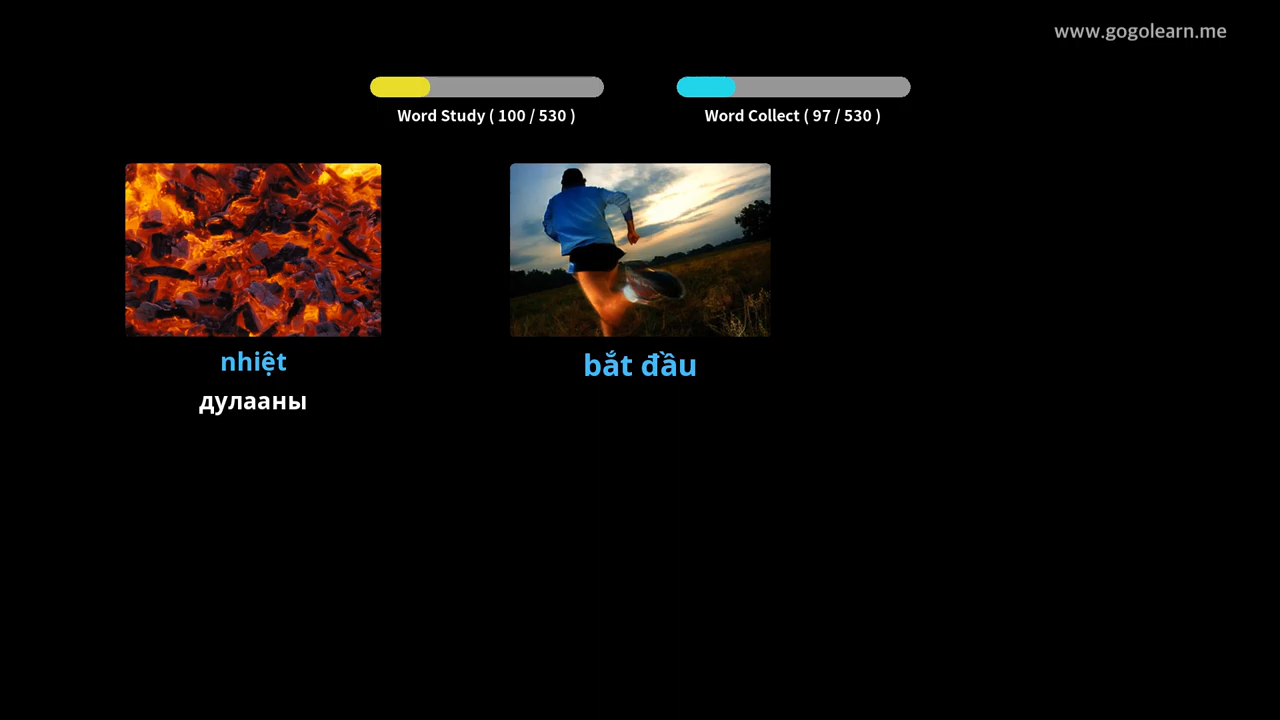 www.gogolearn.me
Word Study ( 100 / 530 )
Word Collect ( 97 / 530 )
nhiệt
дулааны
bắt đầu